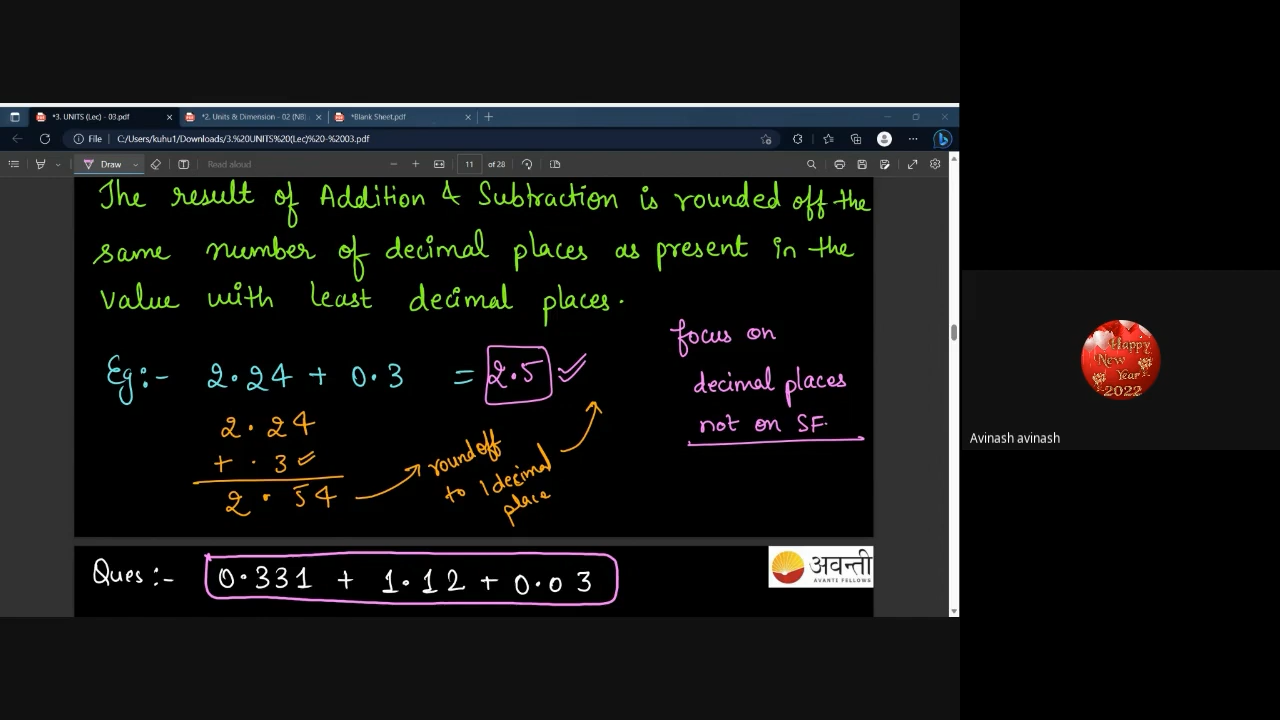 *3. UNITS (Lec) - 03.pdf
*2. Units & Dimension - 02 (NB)
*Blank Sheet.pdf
File C:/Users/kuhu1/Downloads/3.%20UNITS%20(Lec)%20-%2003.pdf
Draw Read aloud 11 of 28
The result of Addition & Subtraction is rounded off the
same number of decimal places as present in the
value with least decimal places.
focus on
decimal places
not on SF.
Eg:- 2.24 + 0.3 = 2.5
2.24
+ .3
2.54
roundoff
to 1 decimal
place
Ques:- 0.331 + 1.12 + 0.03
अवन्ती
AVANTI FELLOWS
Happy
New
Year
2022
Avinash avinash